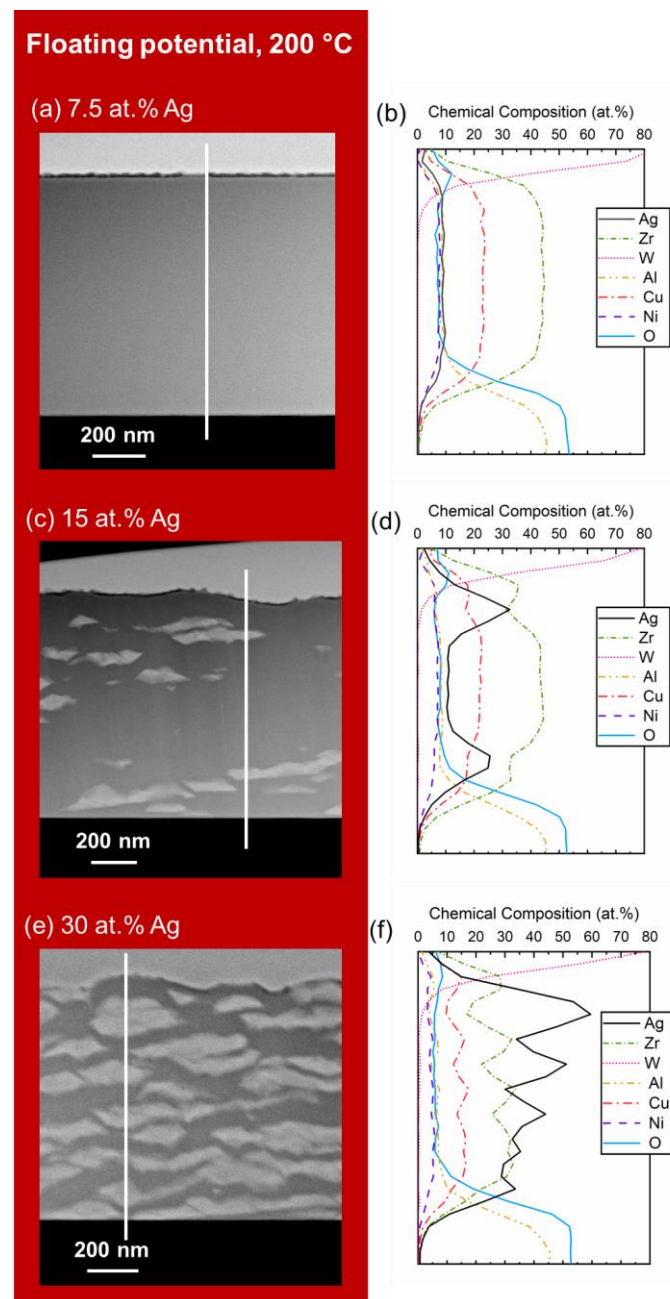 Floating potential, 200 °C
(a) 7.5 at.% Ag
200 nm
(b)
Chemical Composition (at.%)
0 10 20 30 40 50 60 70 80
Ag
Zr
W
Al
Cu
Ni
O
(c) 15 at.% Ag
200 nm
(d)
Chemical Composition (at.%)
0 10 20 30 40 50 60 70 80
Ag
Zr
W
Al
Cu
Ni
O
(e) 30 at.% Ag
200 nm
(f)
Chemical Composition (at.%)
0 10 20 30 40 50 60 70 80
Ag
Zr
W
Al
Cu
Ni
O